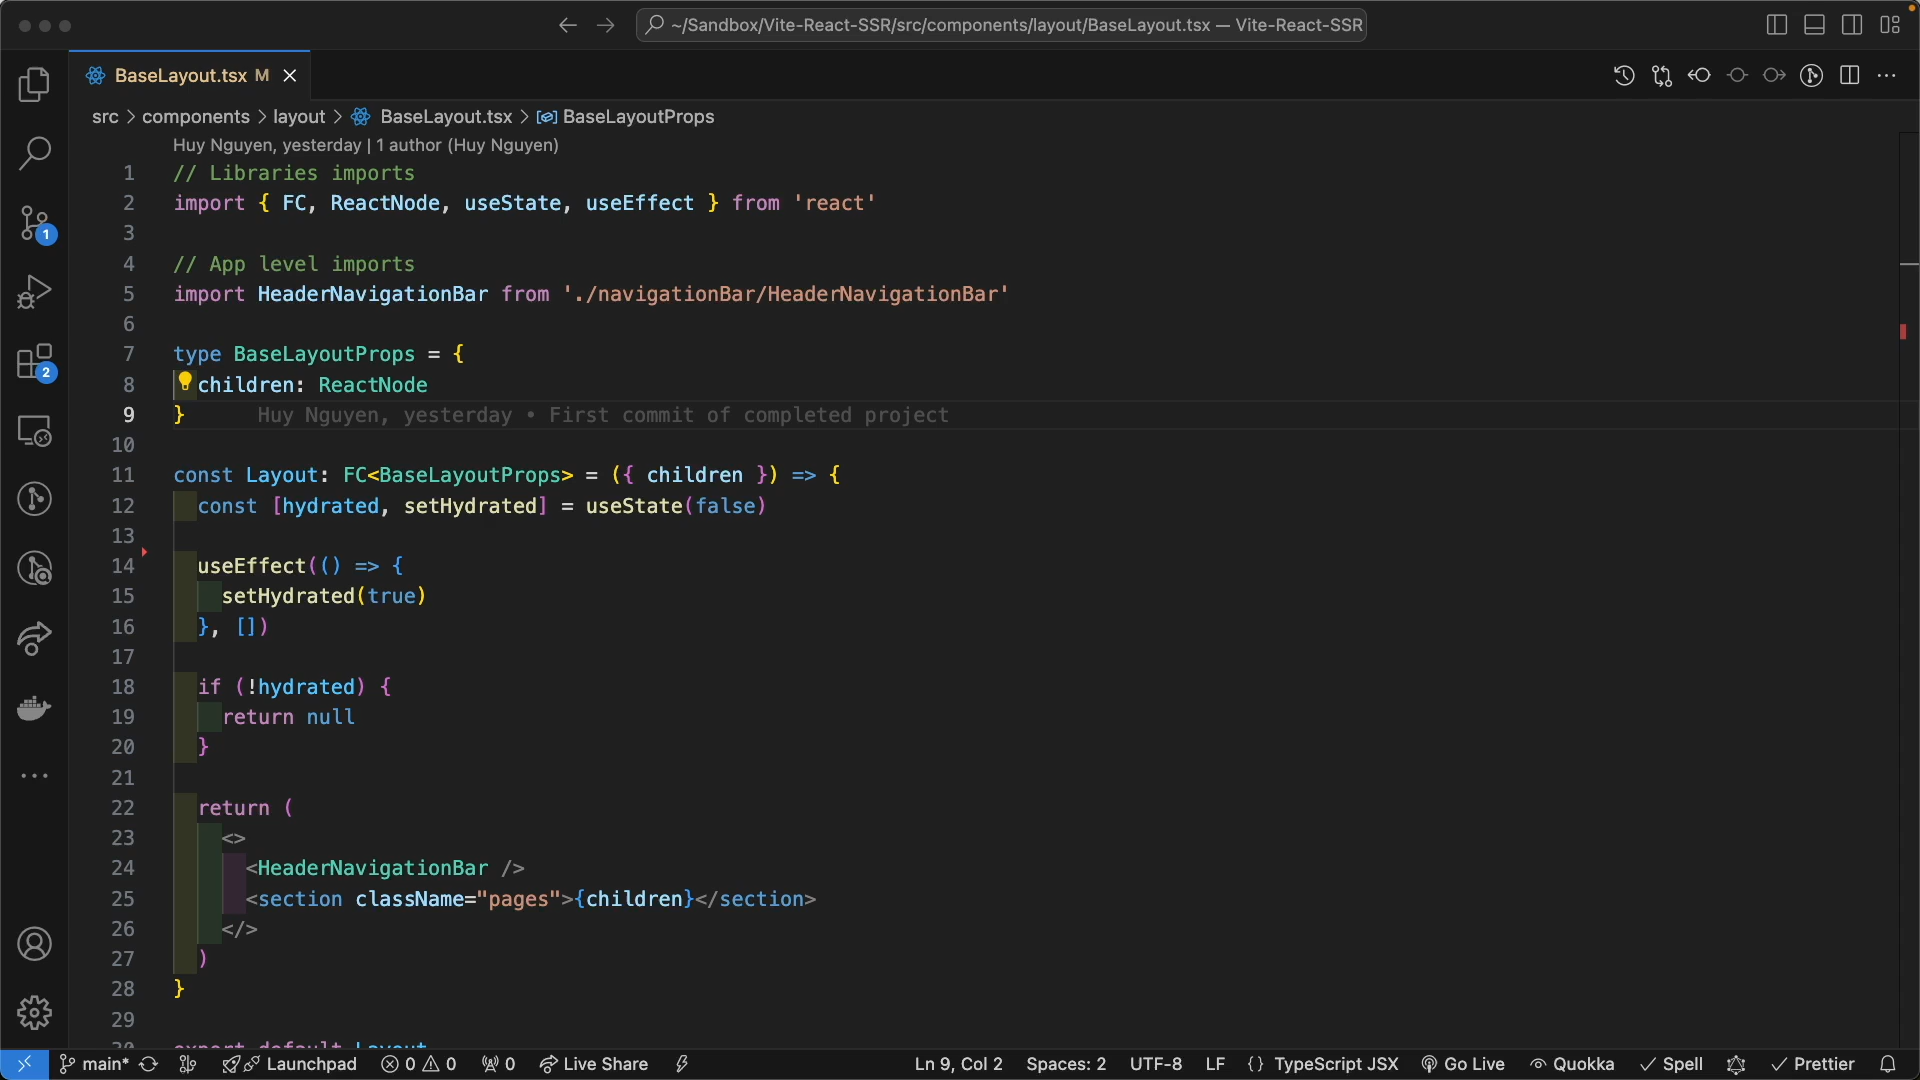 ~/Sandbox/Vite-React-SSR/src/components/layout/BaseLayout.tsx — Vite-React-SSR
BaseLayout.tsx M
src > components > layout > BaseLayout.tsx > BaseLayoutProps
Huy Nguyen, yesterday | 1 author (Huy Nguyen)
1 // Libraries imports
2 import { FC, ReactNode, useState, useEffect } from 'react'
3
4 // App level imports
5 import HeaderNavigationBar from './navigationBar/HeaderNavigationBar'
6
7 type BaseLayoutProps = {
8 children: ReactNode
9 } Huy Nguyen, yesterday • First commit of completed project
10
11 const Layout: FC<BaseLayoutProps> = ({ children }) => {
12 const [hydrated, setHydrated] = useState(false)
13
14 useEffect(() => {
15 setHydrated(true)
16 }, [])
17
18 if (!hydrated) {
19 return null
20 }
21
22 return (
23 <>
24 <HeaderNavigationBar />
25 <section className="pages">{children}</section>
26 </>
27 )
28 }
29
30 export default Layout
1
2
main* Launchpad 0 0 0 Live Share Ln 9, Col 2 Spaces: 2 UTF-8 LF {} TypeScript JSX Go Live Quokka Spell Prettier